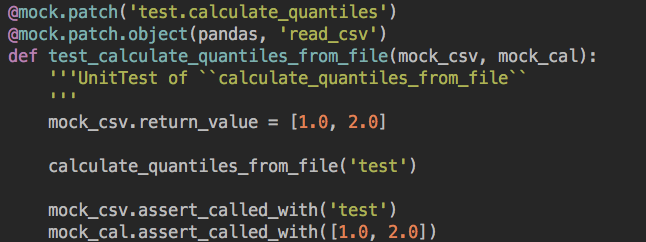 @mock.patch('test.calculate_quantiles')
@mock.patch.object(pandas, 'read_csv')
def test_calculate_quantiles_from_file(mock_csv, mock_cal):
    '''UnitTest of ``calculate_quantiles_from_file``
    '''
    mock_csv.return_value = [1.0, 2.0]

    calculate_quantiles_from_file('test')

    mock_csv.assert_called_with('test')
    mock_cal.assert_called_with([1.0, 2.0])